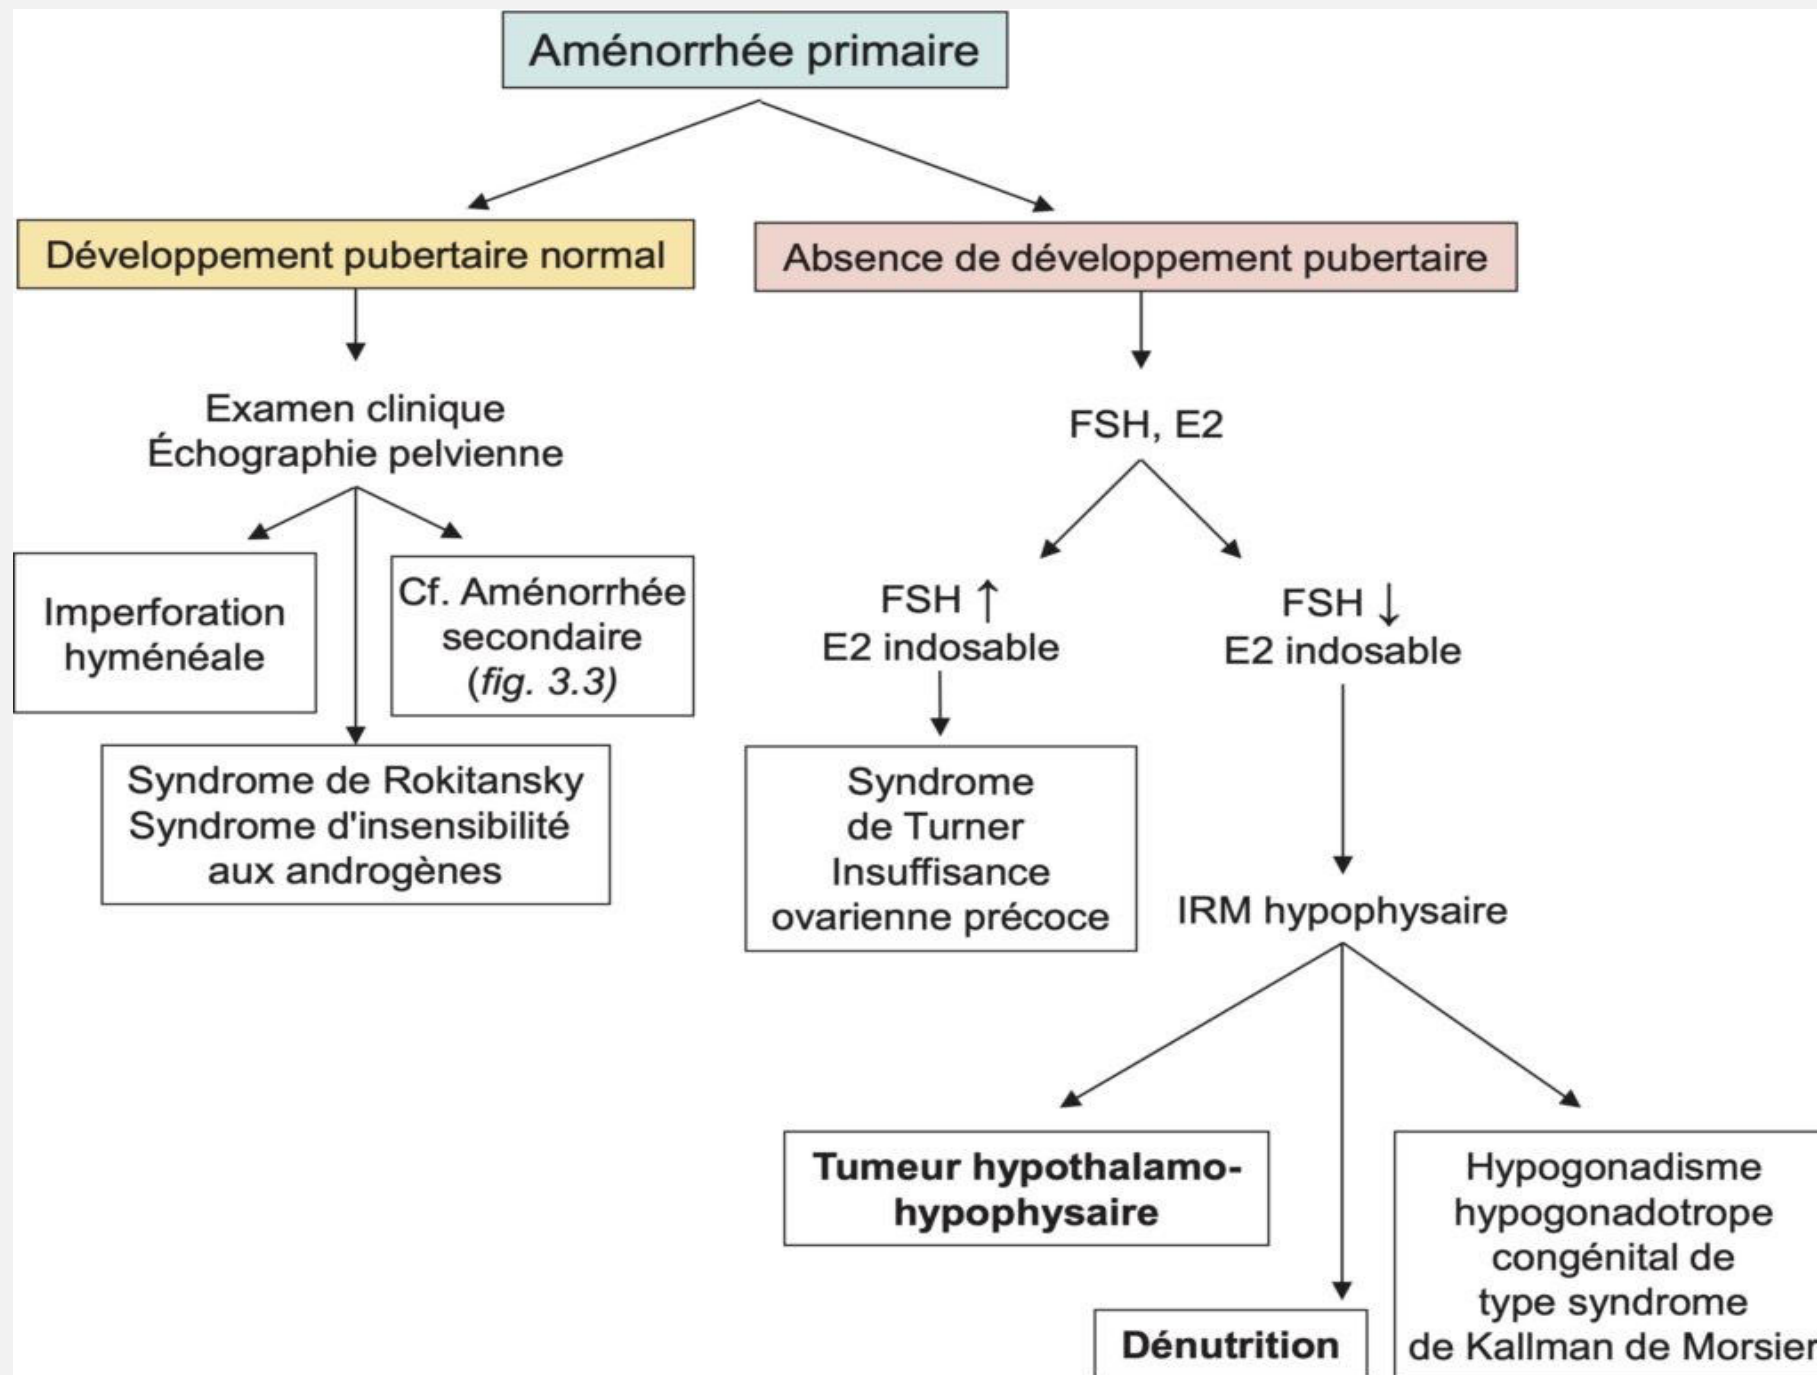 Aménorrhée primaire
Développement pubertaire normal
Examen clinique
Échographie pelvienne
Imperforation
hyménéale
Cf. Aménorrhée
secondaire
(fig. 3.3)
Syndrome de Rokitansky
Syndrome d'insensibilité
aux androgènes
Absence de développement pubertaire
FSH, E2
FSH ↑
E2 indosable
Syndrome
de Turner
Insuffisance
ovarienne précoce
FSH ↓
E2 indosable
IRM hypophysaire
Tumeur hypothalamo-
hypophysaire
Dénutrition
Hypogonadisme
hypogonadotrope
congénital de
type syndrome
de Kallman de Morsier